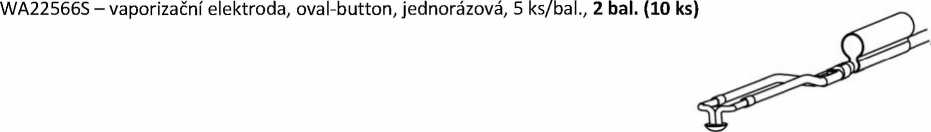 WA22566S – vaporizační elektroda, oval-button, jednorázová, 5 ks/bal., 2 bal. (10 ks)